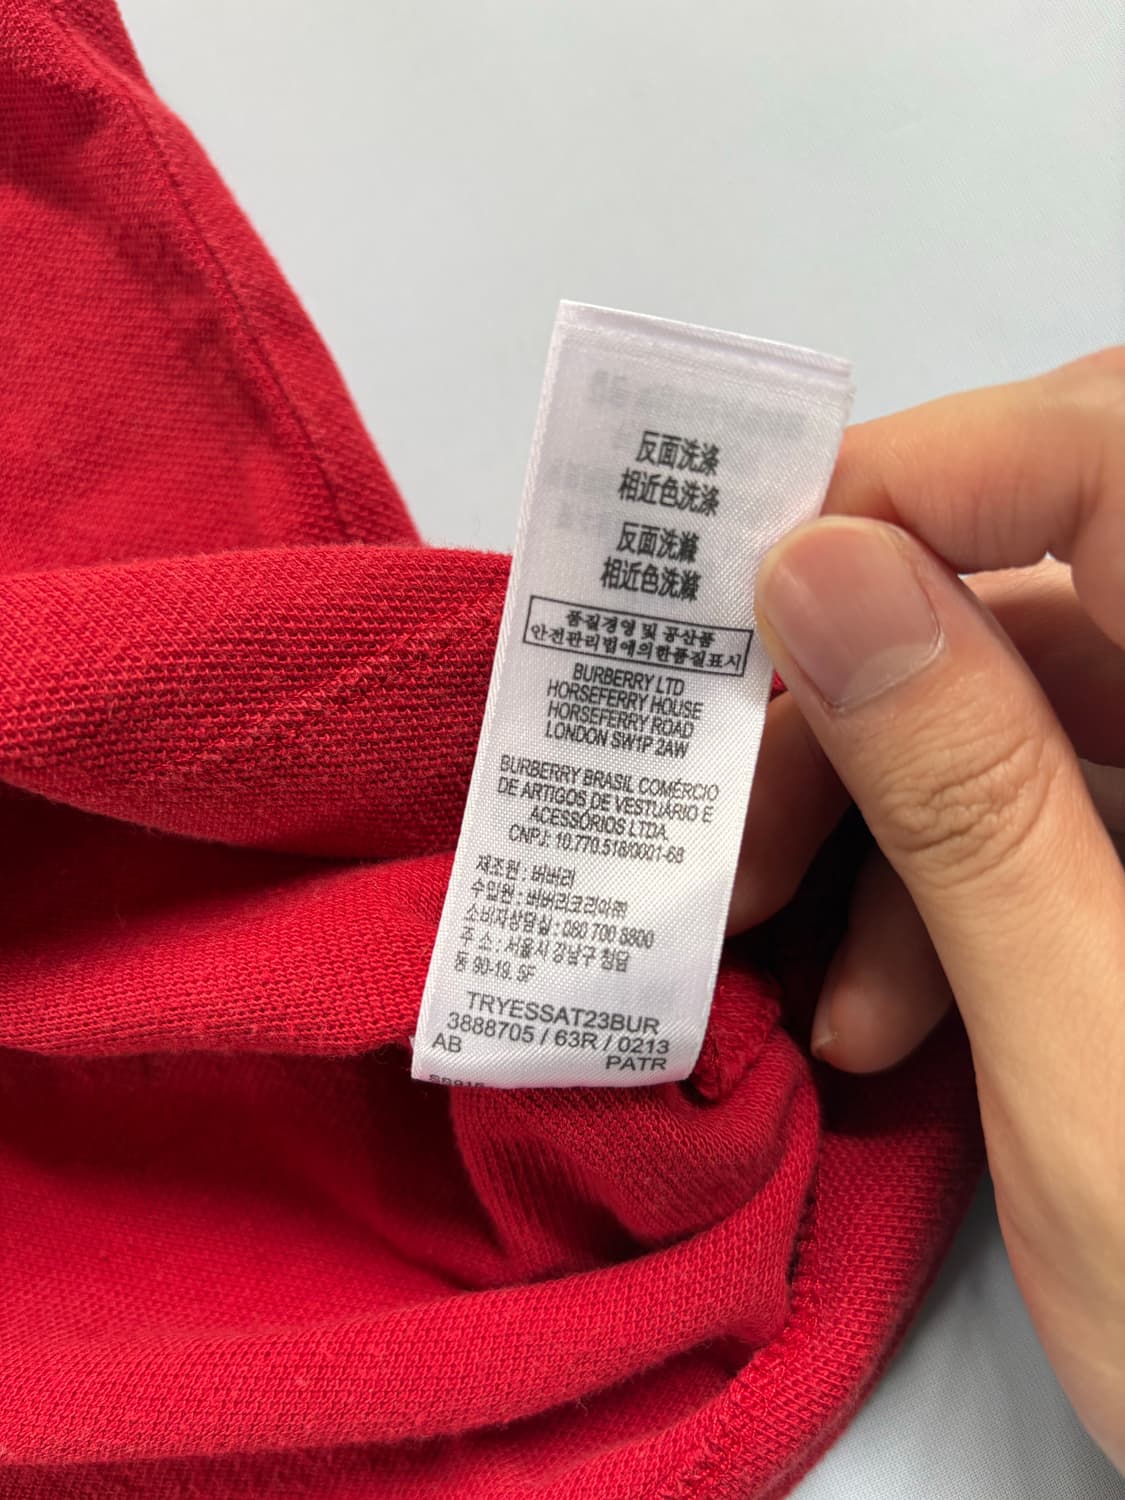 反面洗涤
相近色洗涤
反面洗滌
相近色洗滌
품질경영 및 공산품
안전관리법에의한품질표시
BURBERRY LTD
HORSEFERRY HOUSE
HORSEFERRY ROAD
LONDON SW1P 2AW
BURBERRY BRASIL COMÉRCIO
DE ARTIGOS DE VESTUÁRIO E
ACESSÓRIOS LTDA.
CNPJ: 10.770.518/0001-68
제조원 : 버버리
수입원 : 버버리코리아㈜
소비자상담실 : 080 700 8800
주 소 : 서울시 강남구 청담
동 90-19. 5F
TRYESSAT23BUR
3888705 / 63R / 0213
AB PATR